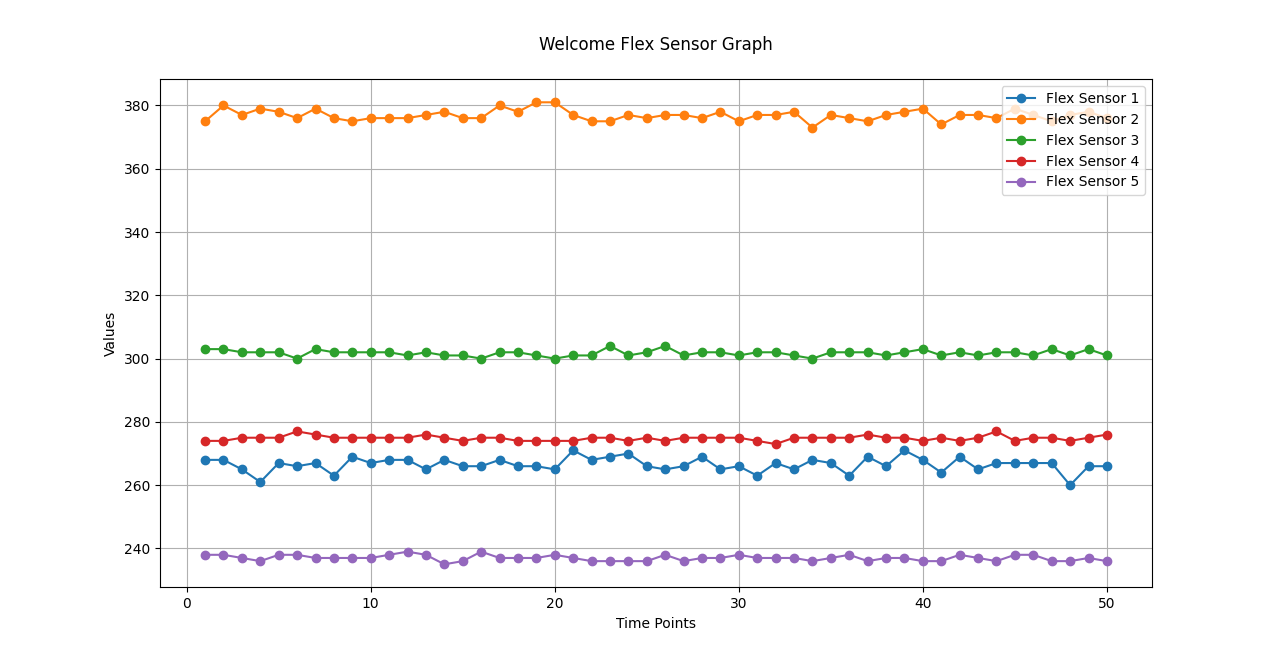 Welcome Flex Sensor Graph
Flex Sensor 1
Flex Sensor 2
Flex Sensor 3
Flex Sensor 4
Flex Sensor 5
Values
380
360
340
320
300
280
260
240
0 10 20 30 40 50
Time Points